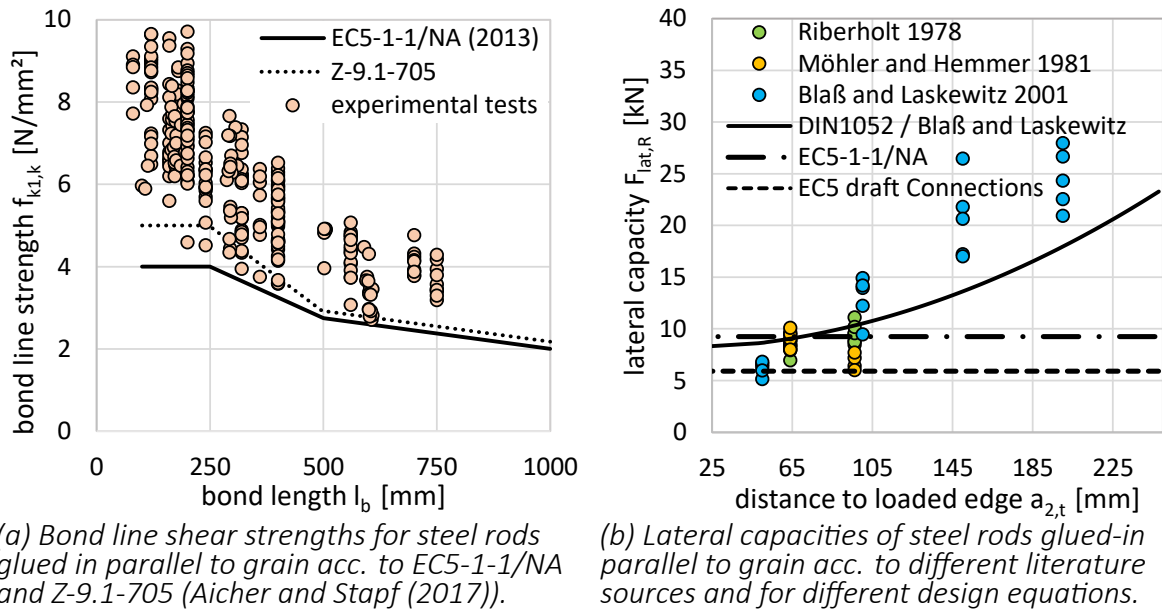 bond line strength f_k1,k [N/mm²]
10
8
6
4
2
0
0 250 500 750 1000
bond length l_b [mm]
EC5-1-1/NA (2013)
Z-9.1-705
experimental tests
(a) Bond line shear strengths for steel rods
glued in parallel to grain acc. to EC5-1-1/NA
and Z-9.1-705 (Aicher and Stapf (2017)).
lateral capacity F_lat,R [kN]
40
35
30
25
20
15
10
5
0
25 65 105 145 185 225
distance to loaded edge a_2,t [mm]
Riberholt 1978
Möhler and Hemmer 1981
Blaß and Laskewitz 2001
DIN1052 / Blaß and Laskewitz
EC5-1-1/NA
EC5 draft Connections
(b) Lateral capacities of steel rods glued-in
parallel to grain acc. to different literature
sources and for different design equations.